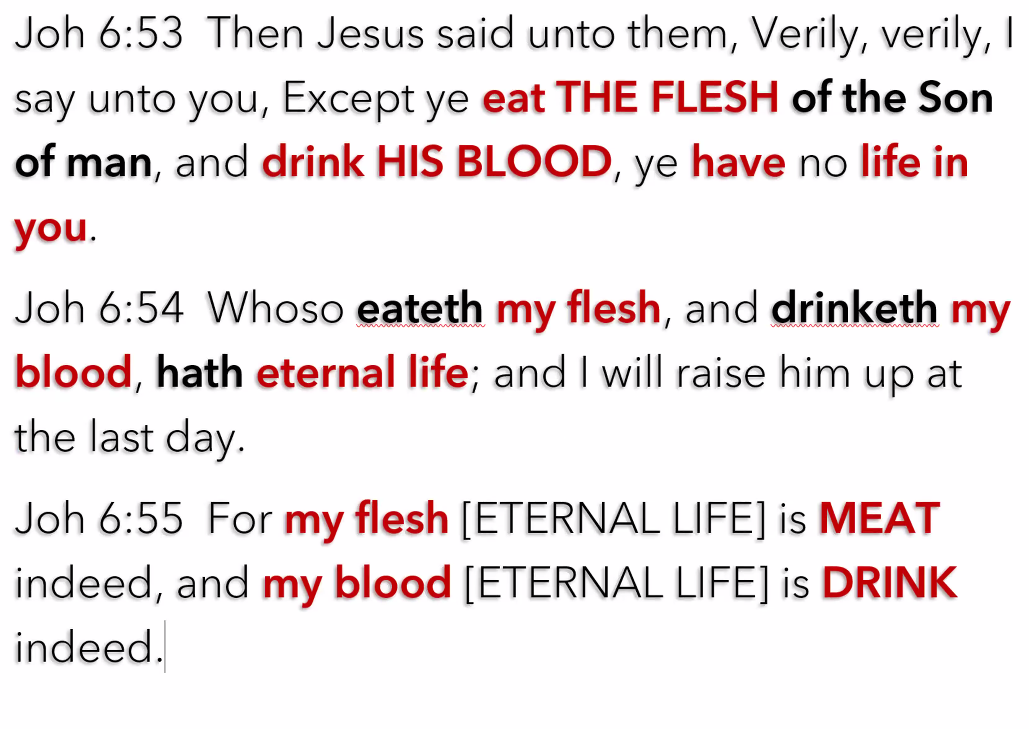 Joh 6:53  Then Jesus said unto them, Verily, verily, I
say unto you, Except ye eat THE FLESH of the Son
of man, and drink HIS BLOOD, ye have no life in
you.
Joh 6:54  Whoso eateth my flesh, and drinketh my
blood, hath eternal life; and I will raise him up at
the last day.
Joh 6:55  For my flesh [ETERNAL LIFE] is MEAT
indeed, and my blood [ETERNAL LIFE] is DRINK
indeed.